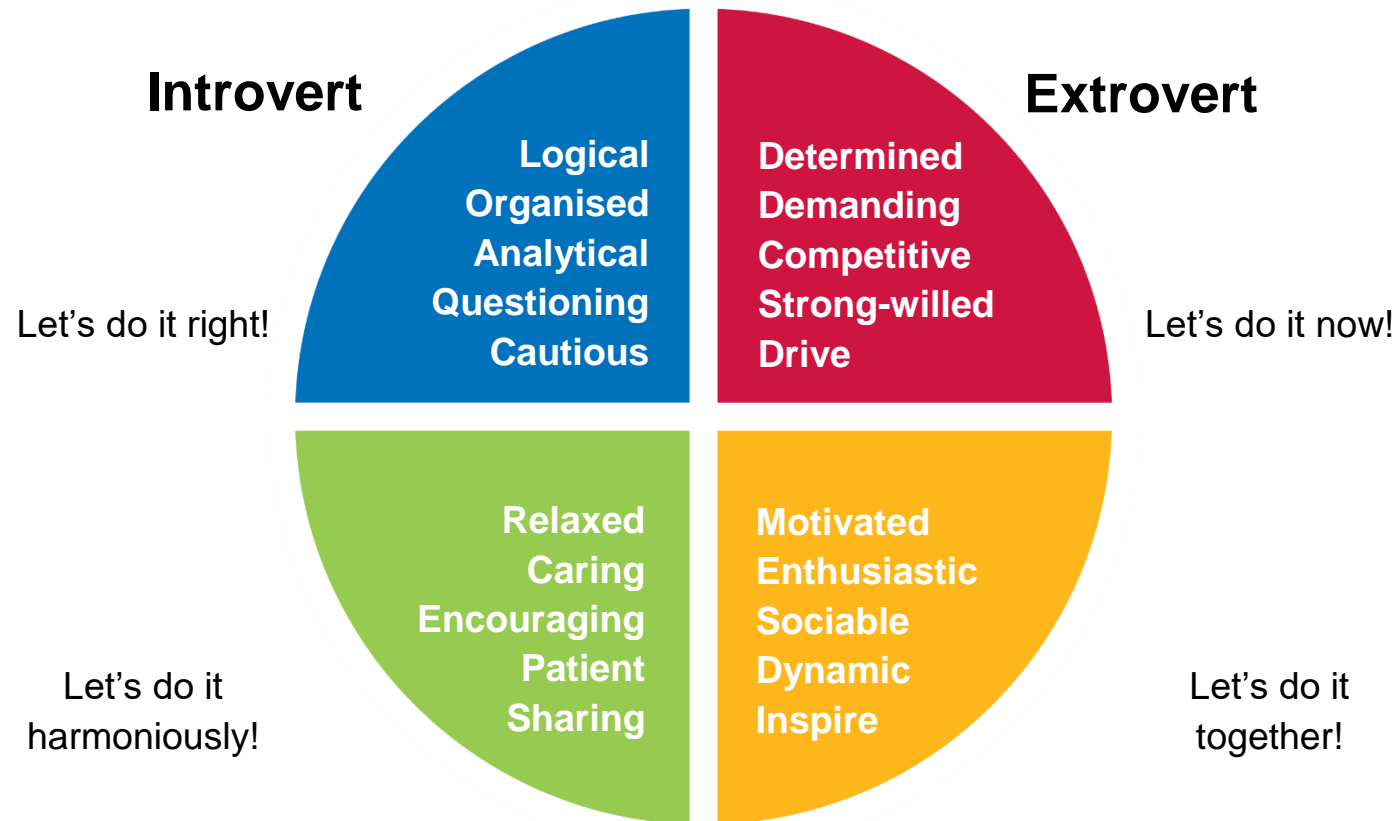 Introvert
Extrovert
Logical
Organised
Analytical
Questioning
Cautious
Let’s do it right!
Determined
Demanding
Competitive
Strong-willed
Drive
Let’s do it now!
Relaxed
Caring
Encouraging
Patient
Sharing
Let’s do it
harmoniously!
Motivated
Enthusiastic
Sociable
Dynamic
Inspire
Let’s do it
together!